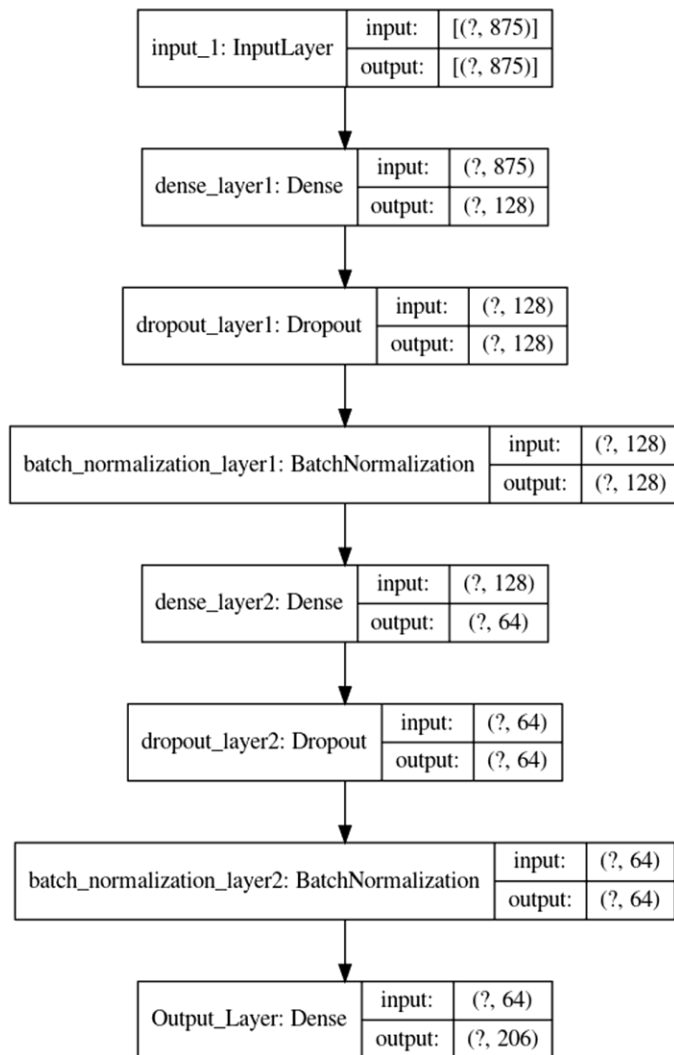 input_1: InputLayer
input: [(?, 875)]
output: [(?, 875)]
dense_layer1: Dense
input: (?, 875)
output: (?, 128)
dropout_layer1: Dropout
input: (?, 128)
output: (?, 128)
batch_normalization_layer1: BatchNormalization
input: (?, 128)
output: (?, 128)
dense_layer2: Dense
input: (?, 128)
output: (?, 64)
dropout_layer2: Dropout
input: (?, 64)
output: (?, 64)
batch_normalization_layer2: BatchNormalization
input: (?, 64)
output: (?, 64)
Output_Layer: Dense
input: (?, 64)
output: (?, 206)